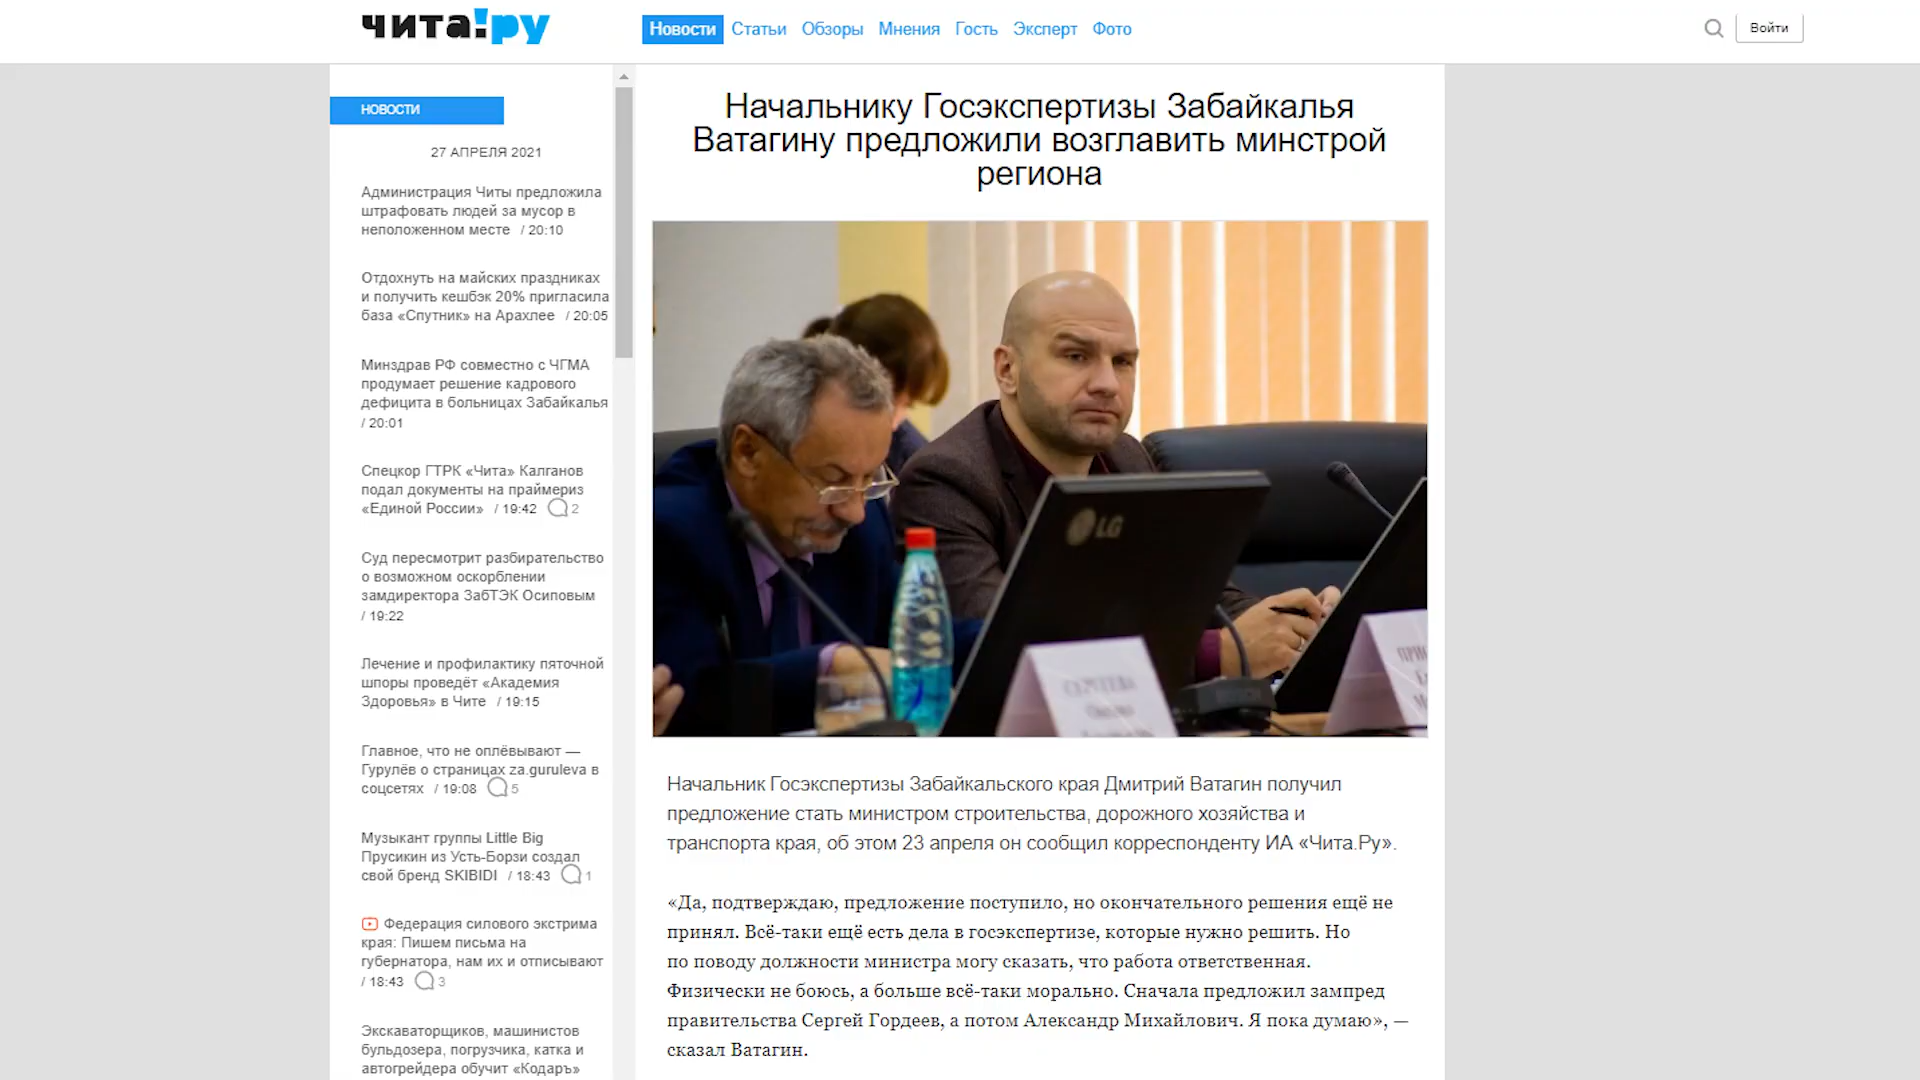 чита!ру
Новости Статьи Обзоры Мнения Гость Эксперт Фото
Войти
НОВОСТИ
27 АПРЕЛЯ 2021
Администрация Читы предложила
штрафовать людей за мусор в
неположенном месте / 20:10
Отдохнуть на майских праздниках
и получить кешбэк 20% пригласила
база «Спутник» на Арахлее / 20:05
Минздрав РФ совместно с ЧГМА
продумает решение кадрового
дефицита в больницах Забайкалья
/ 20:01
Спецкор ГТРК «Чита» Калганов
подал документы на праймериз
«Единой России» / 19:42 2
Суд пересмотрит разбирательство
о возможном оскорблении
замдиректора ЗабТЭК Осиповым
/ 19:22
Лечение и профилактику пяточной
шпоры проведёт «Академия
Здоровья» в Чите / 19:15
Главное, что не оплёвывают —
Гурулёв о страницах za.guruleva в
соцсетях / 19:08 5
Музыкант группы Little Big
Прусикин из Усть-Борзи создал
свой бренд SKIBIDI / 18:43 1
Федерация силового экстрима
края: Пишем письма на
губернатора, нам их и отписывают
/ 18:43 3
Экскаваторщиков, машинистов
бульдозера, погрузчика, катка и
автогрейдера обучит «Кодаръ»
Начальнику Госэкспертизы Забайкалья
Ватагину предложили возглавить минстрой
региона
LG
Начальник Госэкспертизы Забайкальского края Дмитрий Ватагин получил
предложение стать министром строительства, дорожного хозяйства и
транспорта края, об этом 23 апреля он сообщил корреспонденту ИА «Чита.Ру».
«Да, подтверждаю, предложение поступило, но окончательного решения ещё не
принял. Всё-таки ещё есть дела в госэкспертизе, которые нужно решить. Но
по поводу должности министра могу сказать, что работа ответственная.
Физически не боюсь, а больше всё-таки морально. Сначала предложил зампред
правительства Сергей Гордеев, а потом Александр Михайлович. Я пока думаю», —
сказал Ватагин.